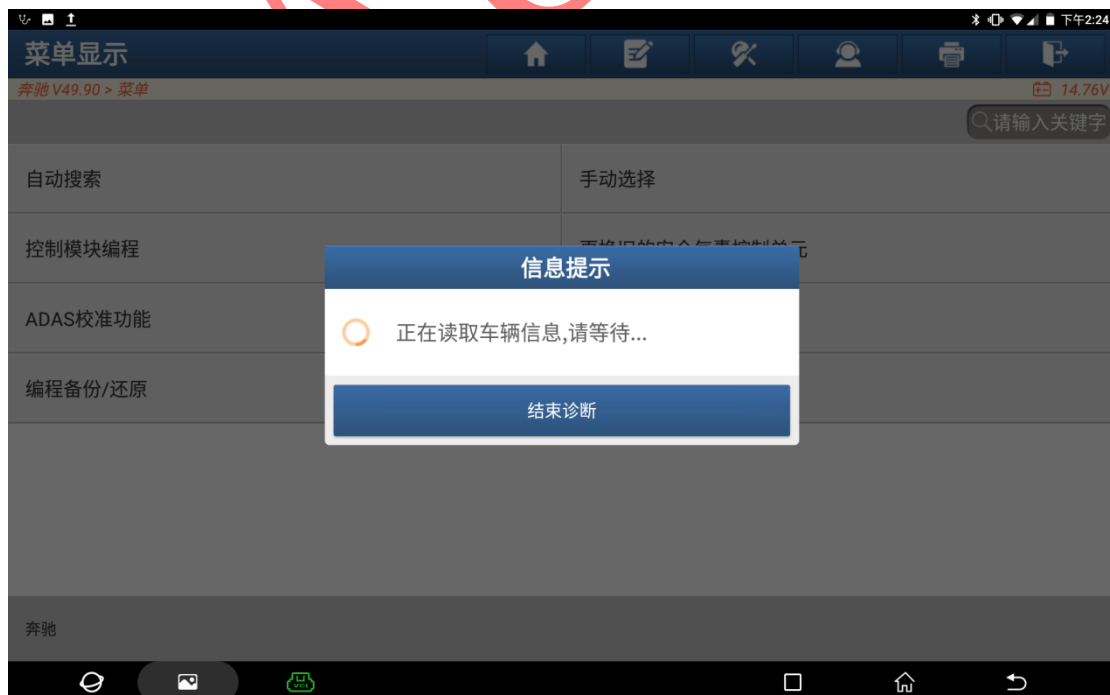 下午2:24
菜单显示
奔驰 V49.90 > 菜单
14.76V
请输入关键字
自动搜索
手动选择
控制模块编程
信息提示
ADAS校准功能
正在读取车辆信息,请等待...
编程备份/还原
结束诊断
奔驰
VCI